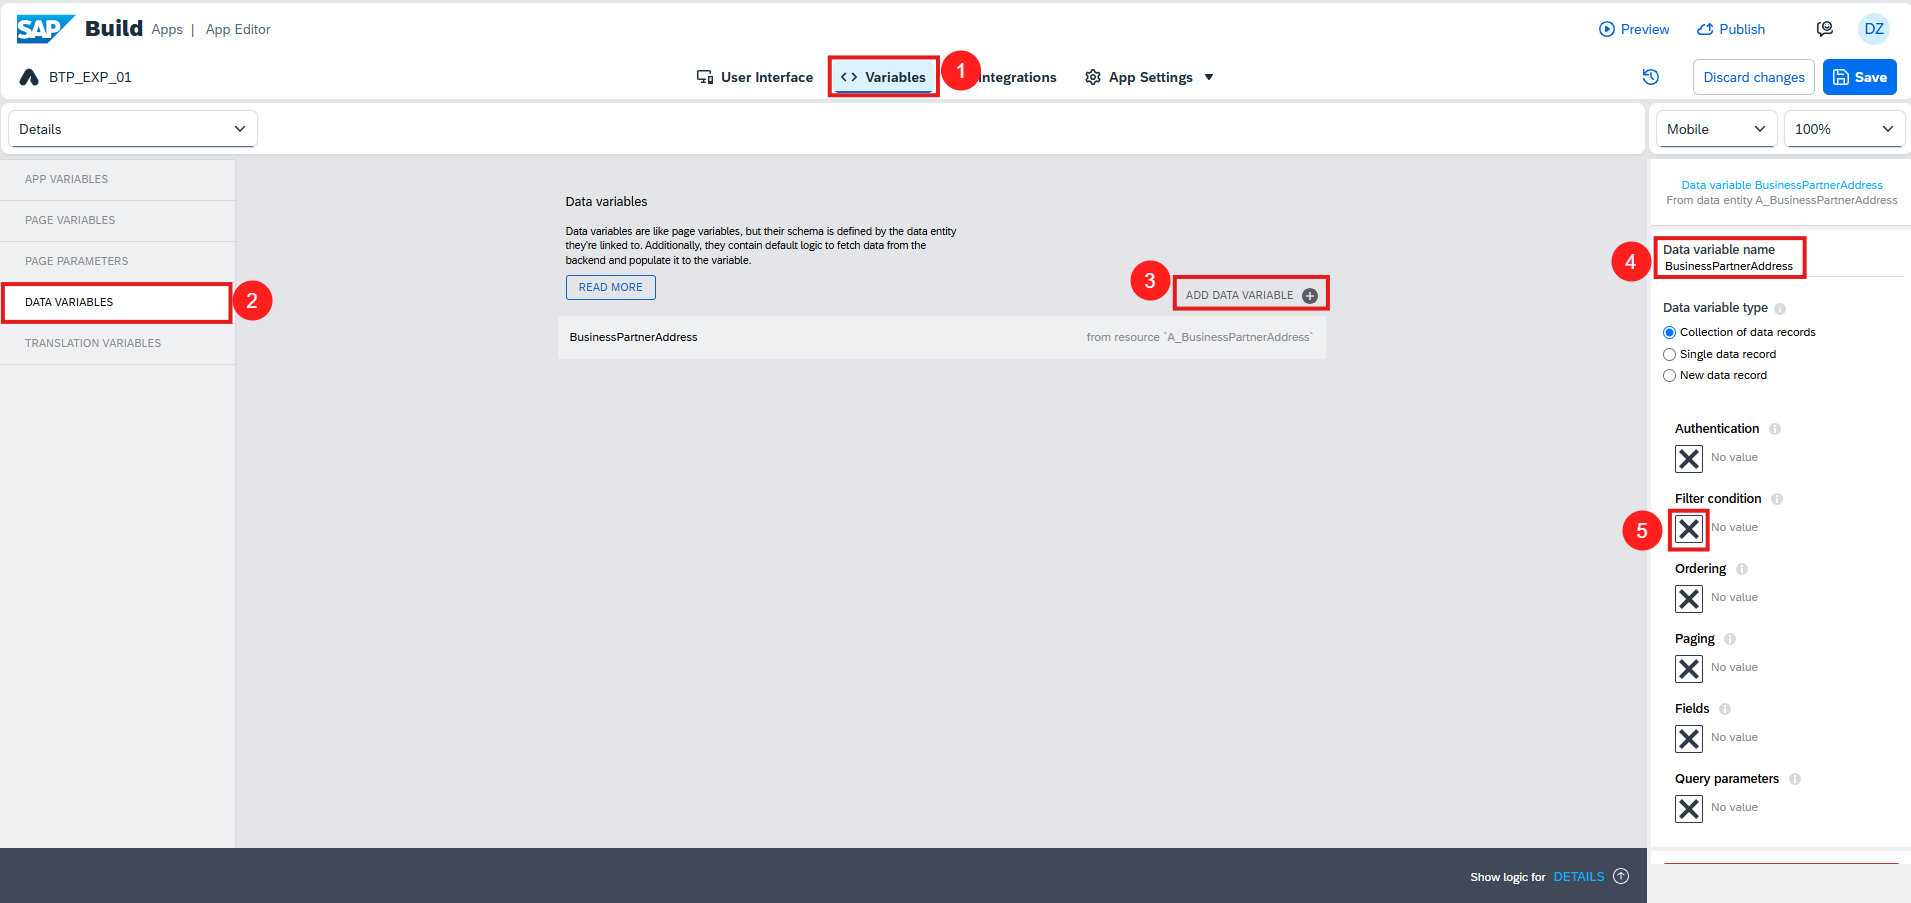 SAP Build Apps | App Editor
Preview
Publish
DZ
BTP_EXP_01
User Interface
<> Variables
1
Integrations
App Settings
Discard changes
Save
Details
Mobile
100%
APP VARIABLES
PAGE VARIABLES
PAGE PARAMETERS
DATA VARIABLES
2
TRANSLATION VARIABLES
Data variables
Data variables are like page variables, but their schema is defined by the data entity
they're linked to. Additionally, they contain default logic to fetch data from the
backend and populate it to the variable.
READ MORE
3
ADD DATA VARIABLE
BusinessPartnerAddress
from resource `A_BusinessPartnerAddress`
Data variable BusinessPartnerAddress
From data entity A_BusinessPartnerAddress
4
Data variable name
BusinessPartnerAddress
Data variable type
Collection of data records
Single data record
New data record
Authentication
No value
Filter condition
5
No value
Ordering
No value
Paging
No value
Fields
No value
Query parameters
No value
Show logic for DETAILS